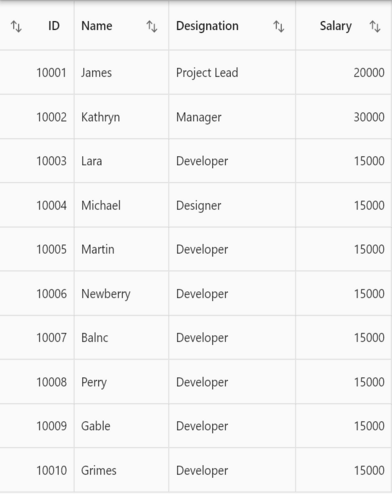 ID Name Designation Salary
10001 James Project Lead 20000
10002 Kathryn Manager 30000
10003 Lara Developer 15000
10004 Michael Designer 15000
10005 Martin Developer 15000
10006 Newberry Developer 15000
10007 Balnc Developer 15000
10008 Perry Developer 15000
10009 Gable Developer 15000
10010 Grimes Developer 15000